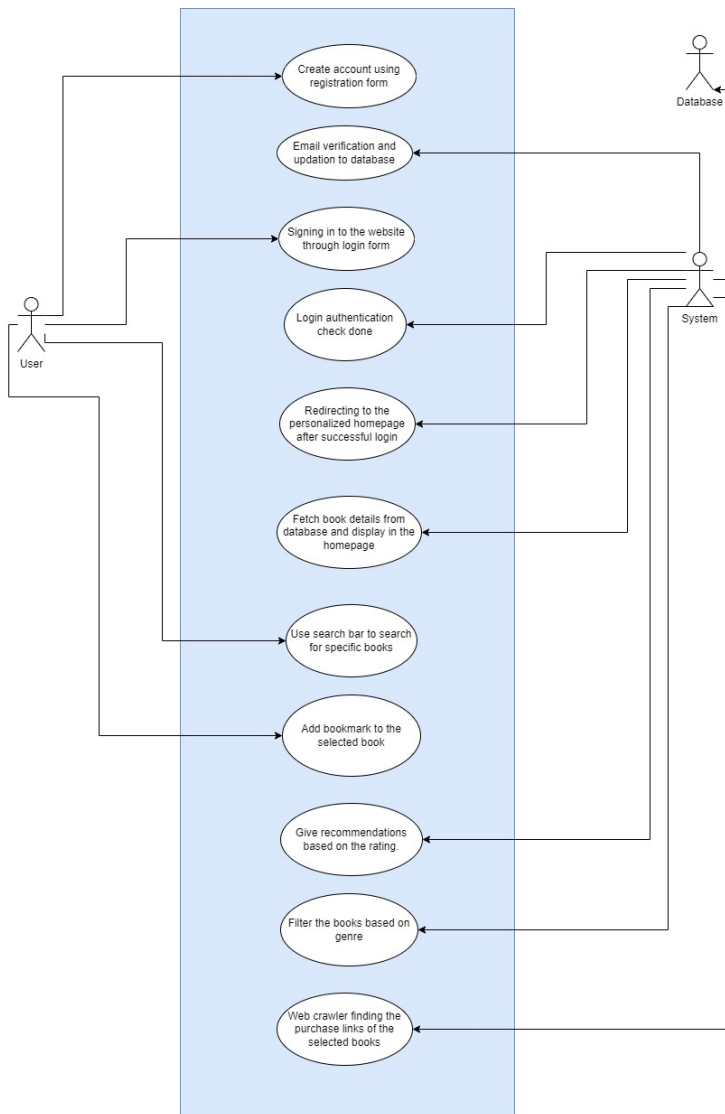 Create account using
registration form
Database
Email verification and
updation to database
Signing in to the website
through login form
Login authentication
check done
System
User
Redirecting to the
personalized homepage
after successful login
Fetch book details from
database and display in the
homepage
Use search bar to search
for specific books
Add bookmark to the
selected book
Give recommendations
based on the rating.
Filter the books based on
genre
Web crawler finding the
purchase links of the
selected books